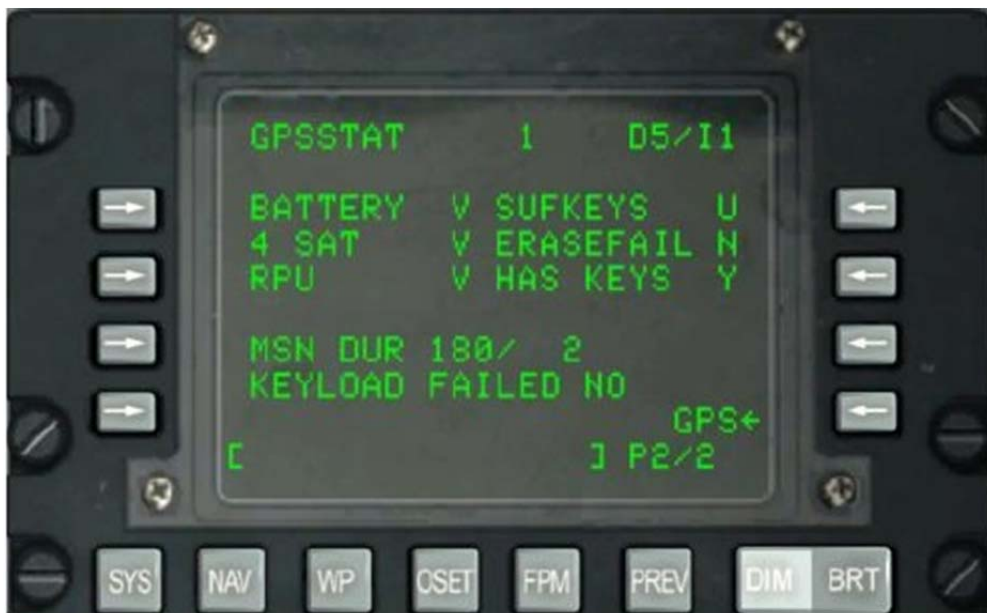 GPSSTAT 1 D5/I1
BATTERY V SUFKEYS U
4 SAT V ERASEFAIL N
RPU V HAS KEYS Y
MSN DUR 180/ 2
KEYLOAD FAILED NO
GPS←
[ ] P2/2
SYS NAV WP OSET FPM PREV DIM BRT